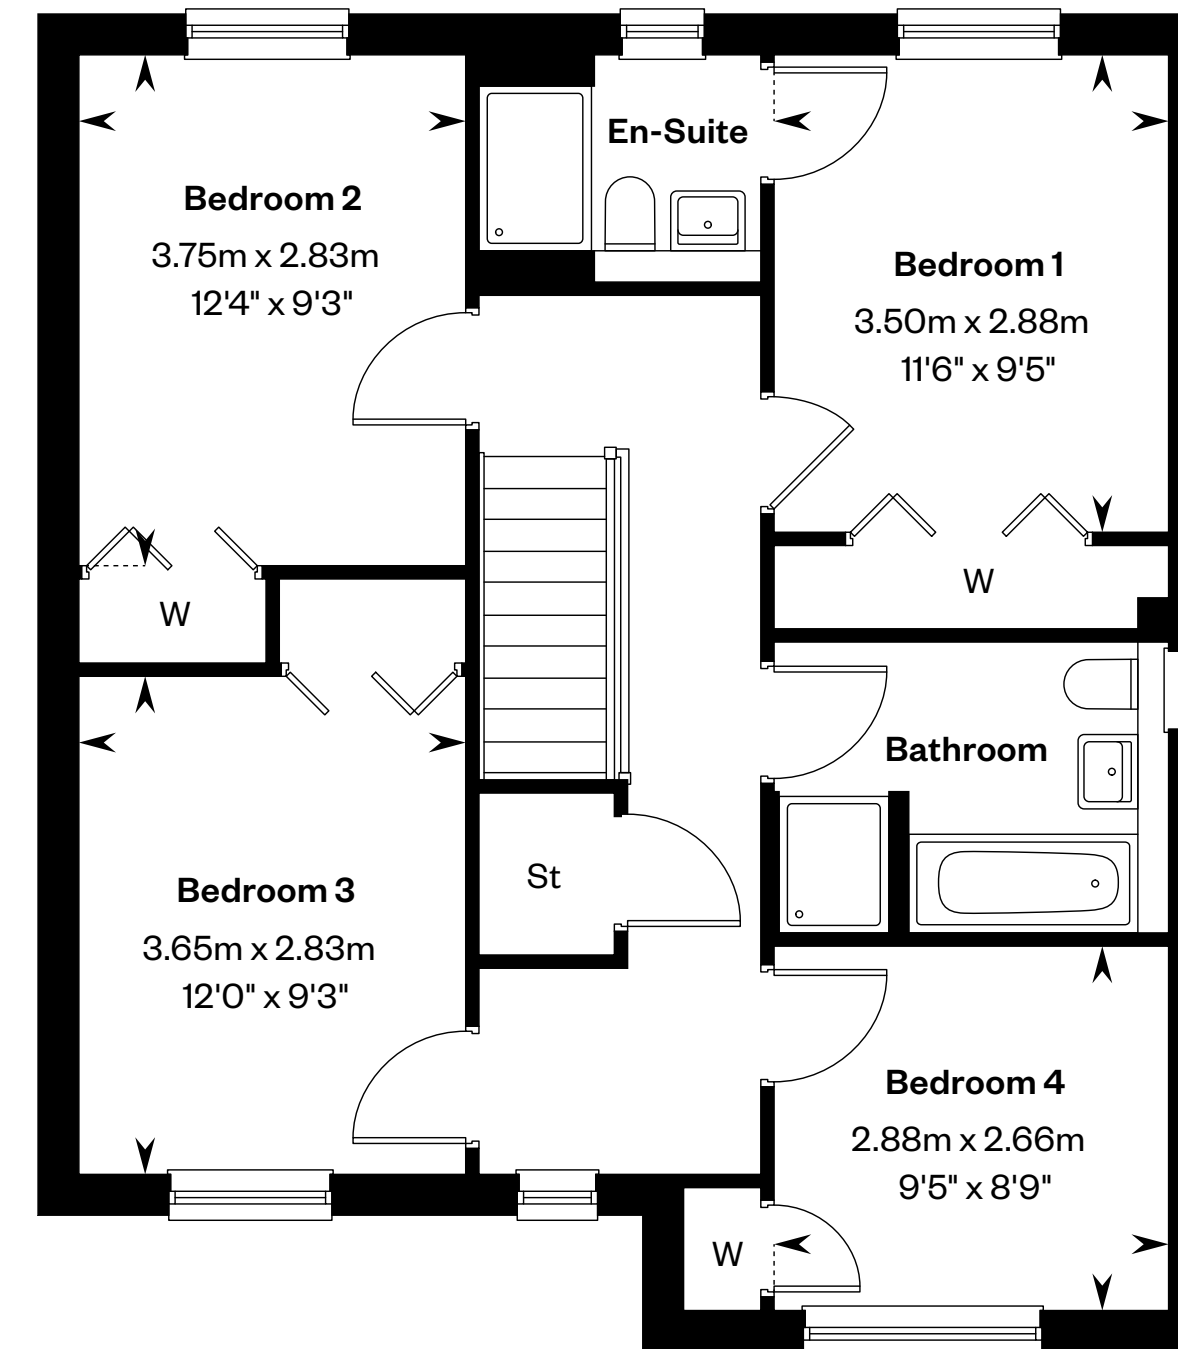 En-Suite
Bedroom 2
3.75m x 2.83m
12'4" x 9'3"
Bedroom 1
3.50m x 2.88m
11'6" x 9'5"
W
W
Bathroom
Bedroom 3
3.65m x 2.83m
12'0" x 9'3"
St
Bedroom 4
2.88m x 2.66m
9'5" x 8'9"
W